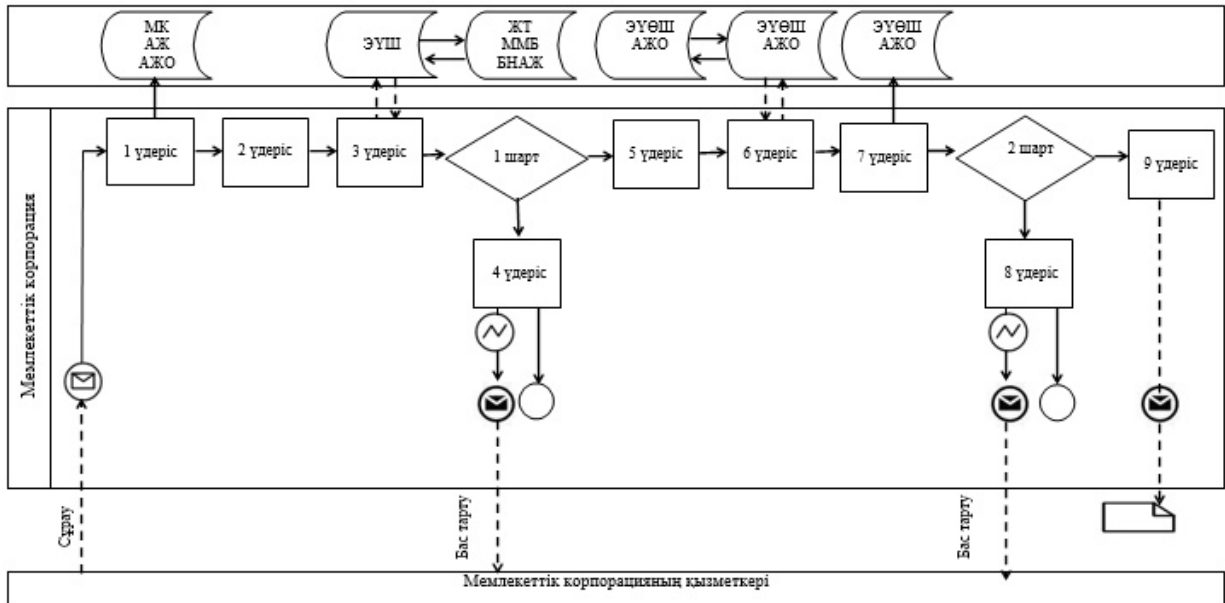 МК
АЖ
АЖО
ЭҮШ
ЖТ
ММБ
БНАЖ
ЭҮӨШ
АЖО
ЭҮӨШ
АЖО
ЭҮӨШ
АЖО
Мемлекеттік корпорация
1 үдеріс
2 үдеріс
3 үдеріс
1 шарт
5 үдеріс
6 үдеріс
7 үдеріс
2 шарт
9 үдеріс
4 үдеріс
8 үдеріс
Сұрау
Бас тарту
Бас тарту
Мемлекеттік корпорацияның қызметкері